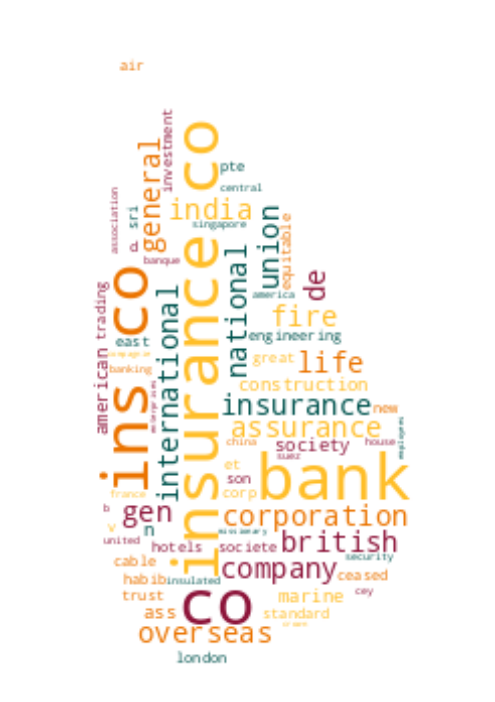 air
investment
insurance co
general
pte
central
association
sri
india
singapore
a
union
equitable
banque
ins co
national
de
international
america
trading
fire
east
engineering
american
great
life
banking
construction
enterprises
insurance
new
assurance
china
society
house
employees
suez
et
bank
son
france
corp
b
gen
corporation
v
n
missionary
united
hotels
societe
british
security
cable
company
habib
insulated
ceased
trust
co
marine
cey
ass
standard
overseas
london